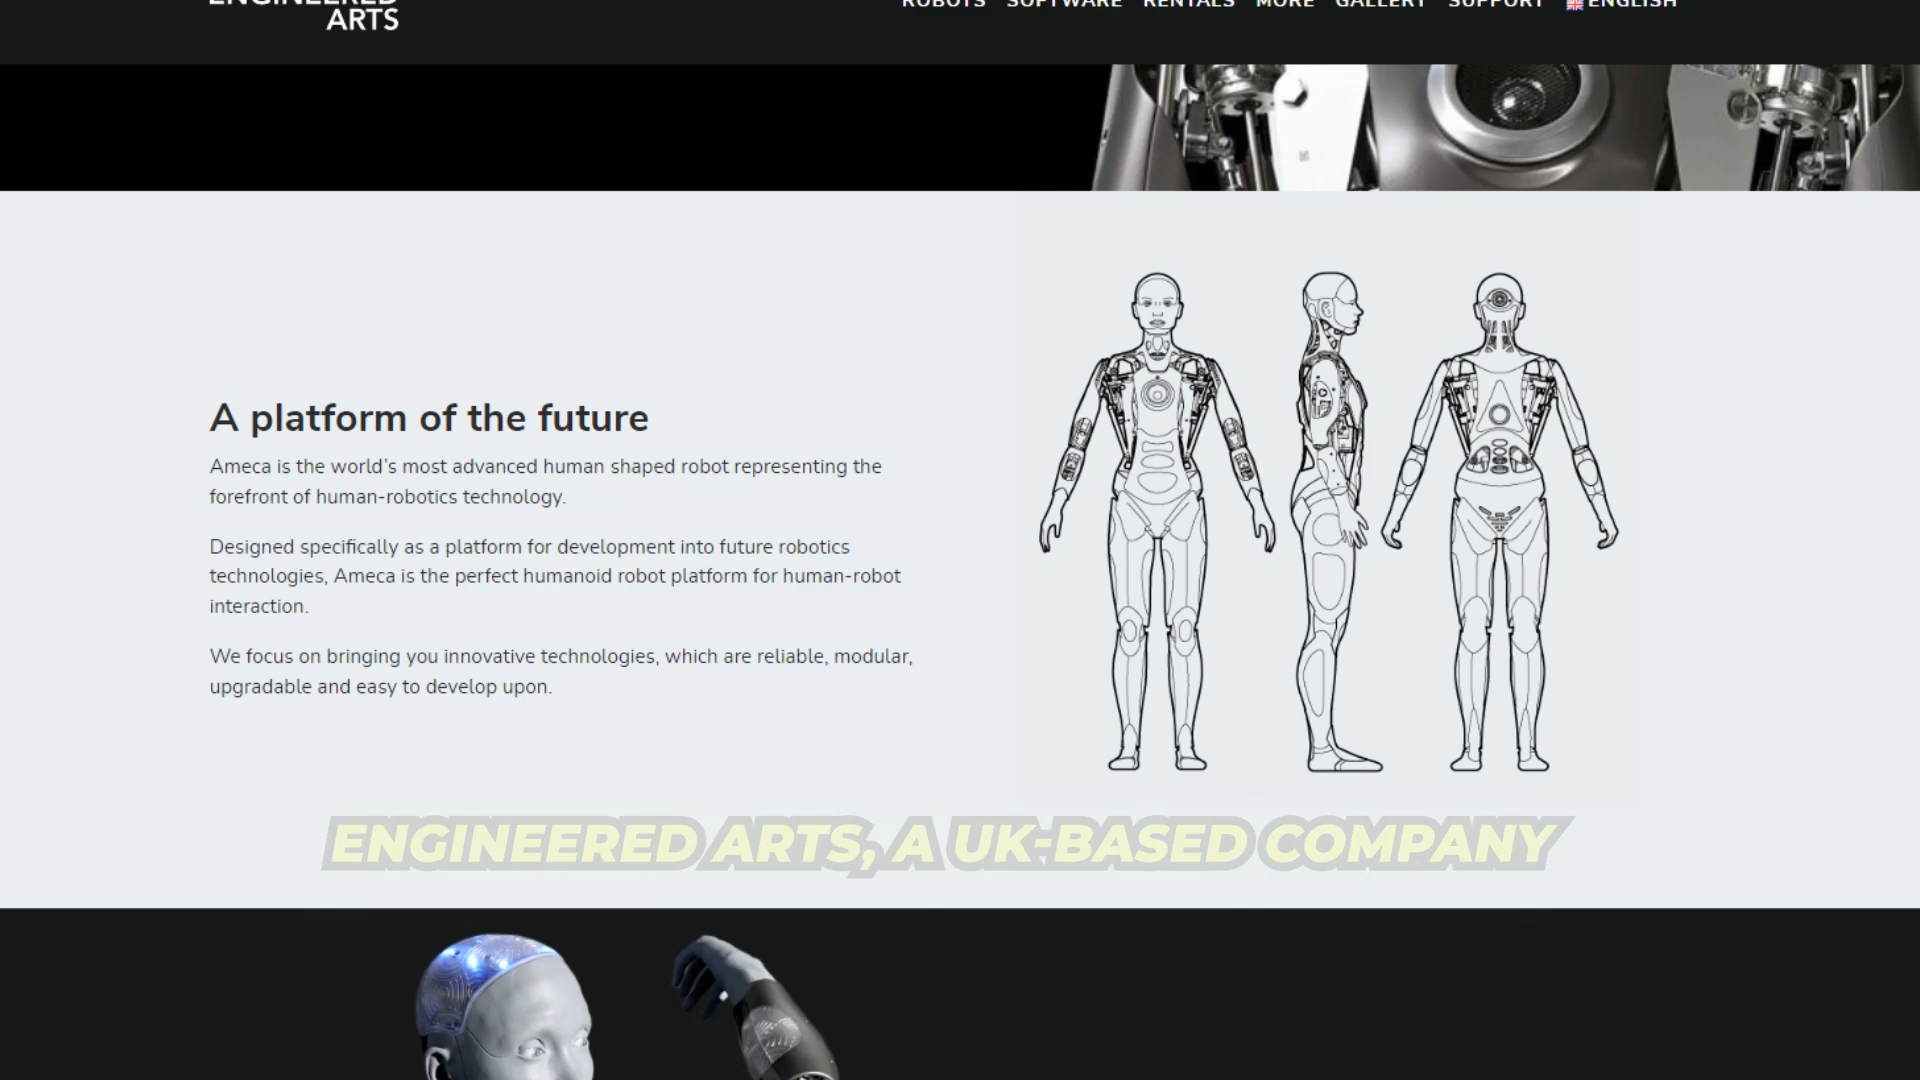 ENGINEERED
ARTS
ROBOTS SOFTWARE RENTALS MORE GALLERY SUPPORT ENGLISH
A platform of the future
Ameca is the world's most advanced human shaped robot representing the
forefront of human-robotics technology.
Designed specifically as a platform for development into future robotics
technologies, Ameca is the perfect humanoid robot platform for human-robot
interaction.
We focus on bringing you innovative technologies, which are reliable, modular,
upgradable and easy to develop upon.
ENGINEERED ARTS, A UK-BASED COMPANY